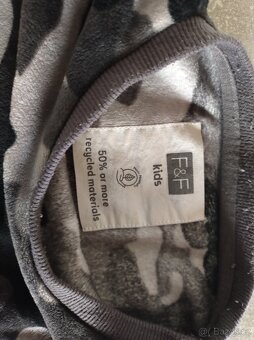 F&F
kids
50% or more
recycled materials